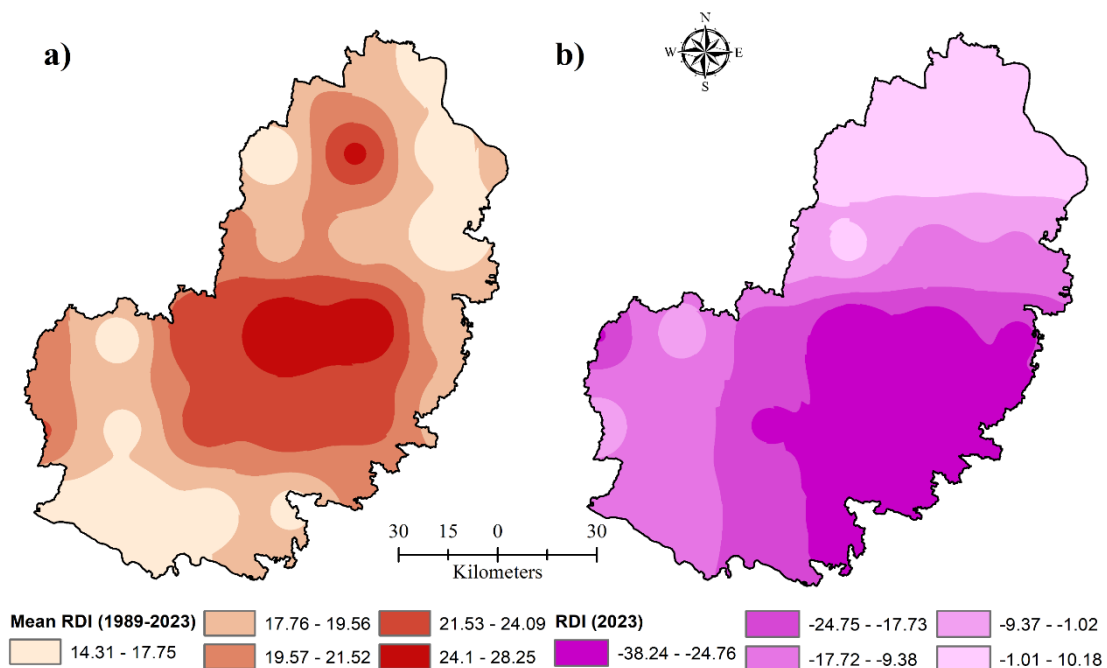 a)
b)
N
W E
S
30 15 0 30
Kilometers
Mean RDI (1989-2023)
14.31 - 17.75
17.76 - 19.56
19.57 - 21.52
21.53 - 24.09
24.1 - 28.25
RDI (2023)
-38.24 - -24.76
-24.75 - -17.73
-17.72 - -9.38
-9.37 - -1.02
-1.01 - 10.18